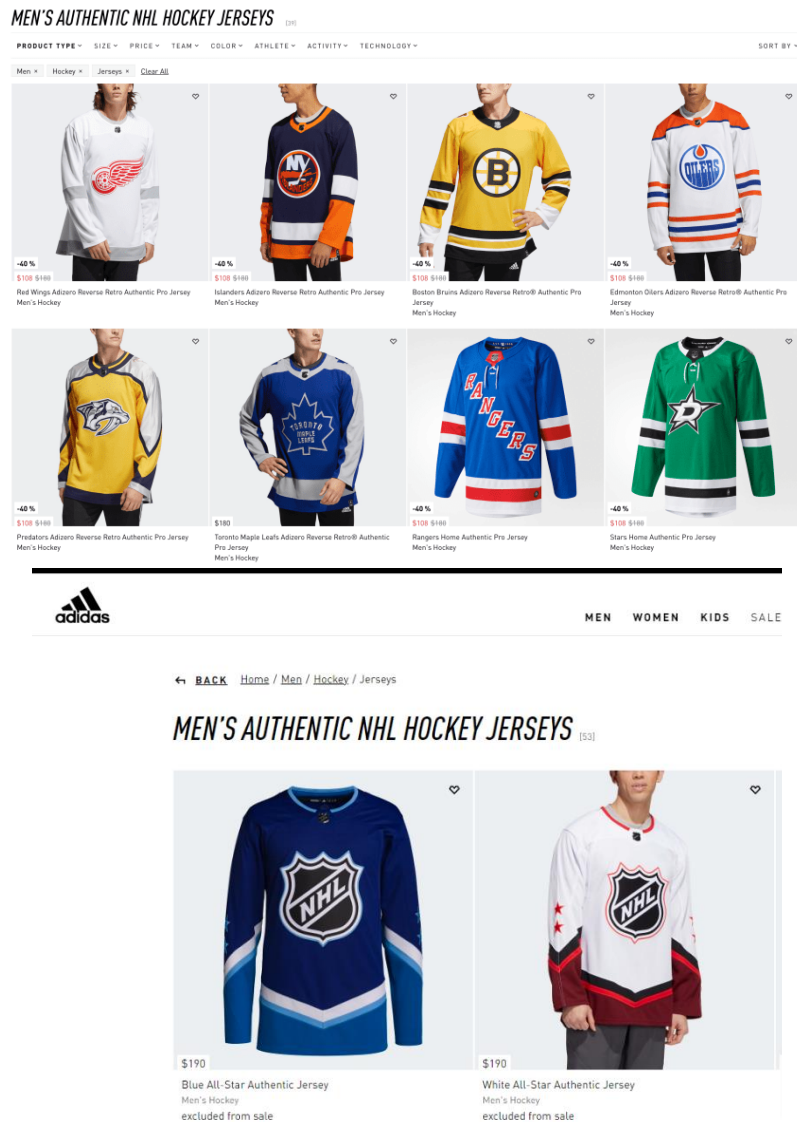 MEN'S AUTHENTIC NHL HOCKEY JERSEYS [39]
PRODUCT TYPE SIZE PRICE TEAM COLOR ATHLETE ACTIVITY TECHNOLOGY SORT BY
Men × Hockey × Jerseys × Clear All
NY
B
OILERS
-40 % -40 % -40 % -40 %
$108 $180 $108 $180 $108 $180 $108 $180
Red Wings Adizero Reverse Retro Authentic Pro Jersey
Men's Hockey
Islanders Adizero Reverse Retro Authentic Pro Jersey
Men's Hockey
Boston Bruins Adizero Reverse Retro® Authentic Pro
Jersey
Men's Hockey
Edmonton Oilers Adizero Reverse Retro® Authentic Pro
Jersey
Men's Hockey
TORONTO
MAPLE
LEAFS
RANGERS
D
-40 % -40 % -40 %
$108 $180 $180 $108 $180 $108 $180
Predators Adizero Reverse Retro Authentic Pro Jersey
Men's Hockey
Toronto Maple Leafs Adizero Reverse Retro® Authentic
Pro Jersey
Men's Hockey
Rangers Home Authentic Pro Jersey
Men's Hockey
Stars Home Authentic Pro Jersey
Men's Hockey
adidas
MEN WOMEN KIDS SALE
BACK Home / Men / Hockey / Jerseys
MEN'S AUTHENTIC NHL HOCKEY JERSEYS [53]
NHL
NHL
$190 $190
Blue All-Star Authentic Jersey
Men's Hockey
excluded from sale
White All-Star Authentic Jersey
Men's Hockey
excluded from sale